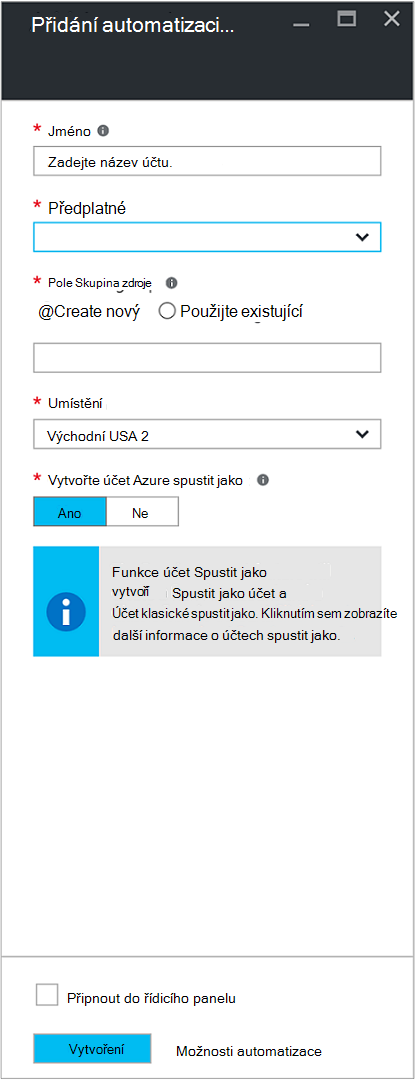 Přidání automatizaci...
* Jméno
Zadejte název účtu.
* Předplatné
* Pole Skupina zdroje
@Create nový Použijte existující
* Umístění
Východní USA 2
* Vytvořte účet Azure spustit jako
Ano Ne
Funkce účet Spustit jako
vytvoří Spustit jako účet a
Účet klasické spustit jako. Kliknutím sem zobrazíte
další informace o účtech spustit jako.
Připnout do řídicího panelu
Vytvoření Možnosti automatizace